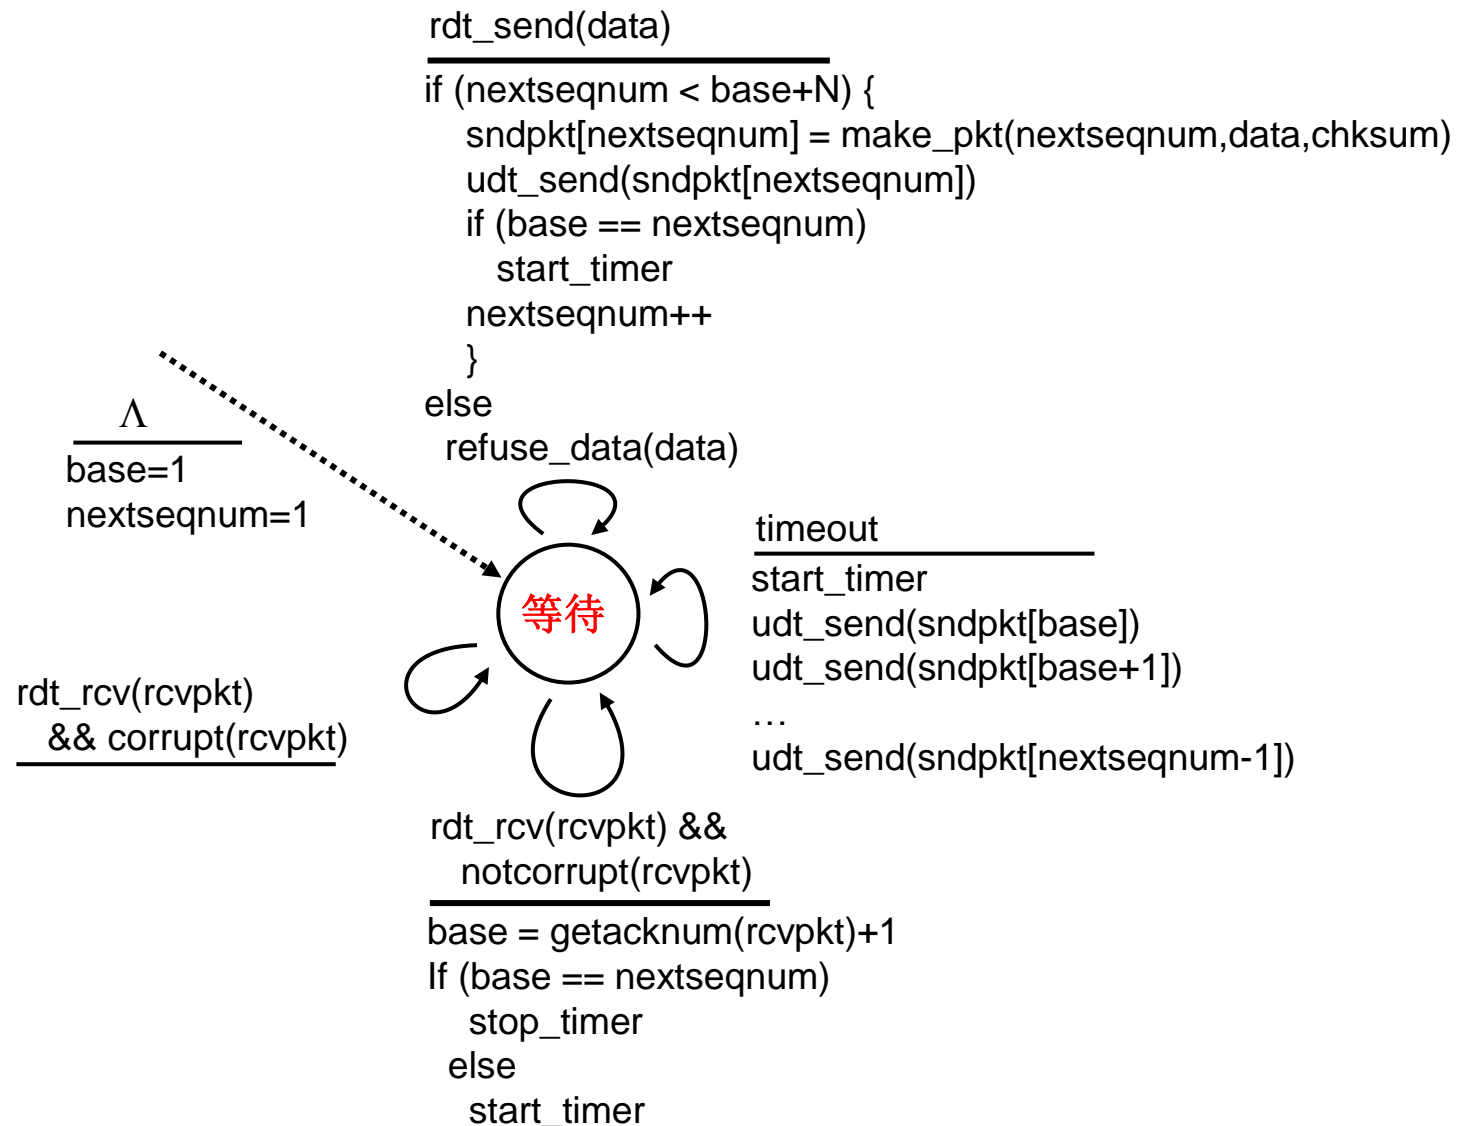 rdt_send(data)
if (nextseqnum < base+N) {
sndpkt[nextseqnum] = make_pkt(nextseqnum,data,chksum)
udt_send(sndpkt[nextseqnum])
if (base == nextseqnum)
start_timer
nextseqnum++
}
else
refuse_data(data)
Λ
base=1
nextseqnum=1
timeout
start_timer
udt_send(sndpkt[base])
udt_send(sndpkt[base+1])
…
udt_send(sndpkt[nextseqnum-1])
等待
rdt_rcv(rcvpkt)
&& corrupt(rcvpkt)
rdt_rcv(rcvpkt) &&
notcorrupt(rcvpkt)
base = getacknum(rcvpkt)+1
If (base == nextseqnum)
stop_timer
else
start_timer